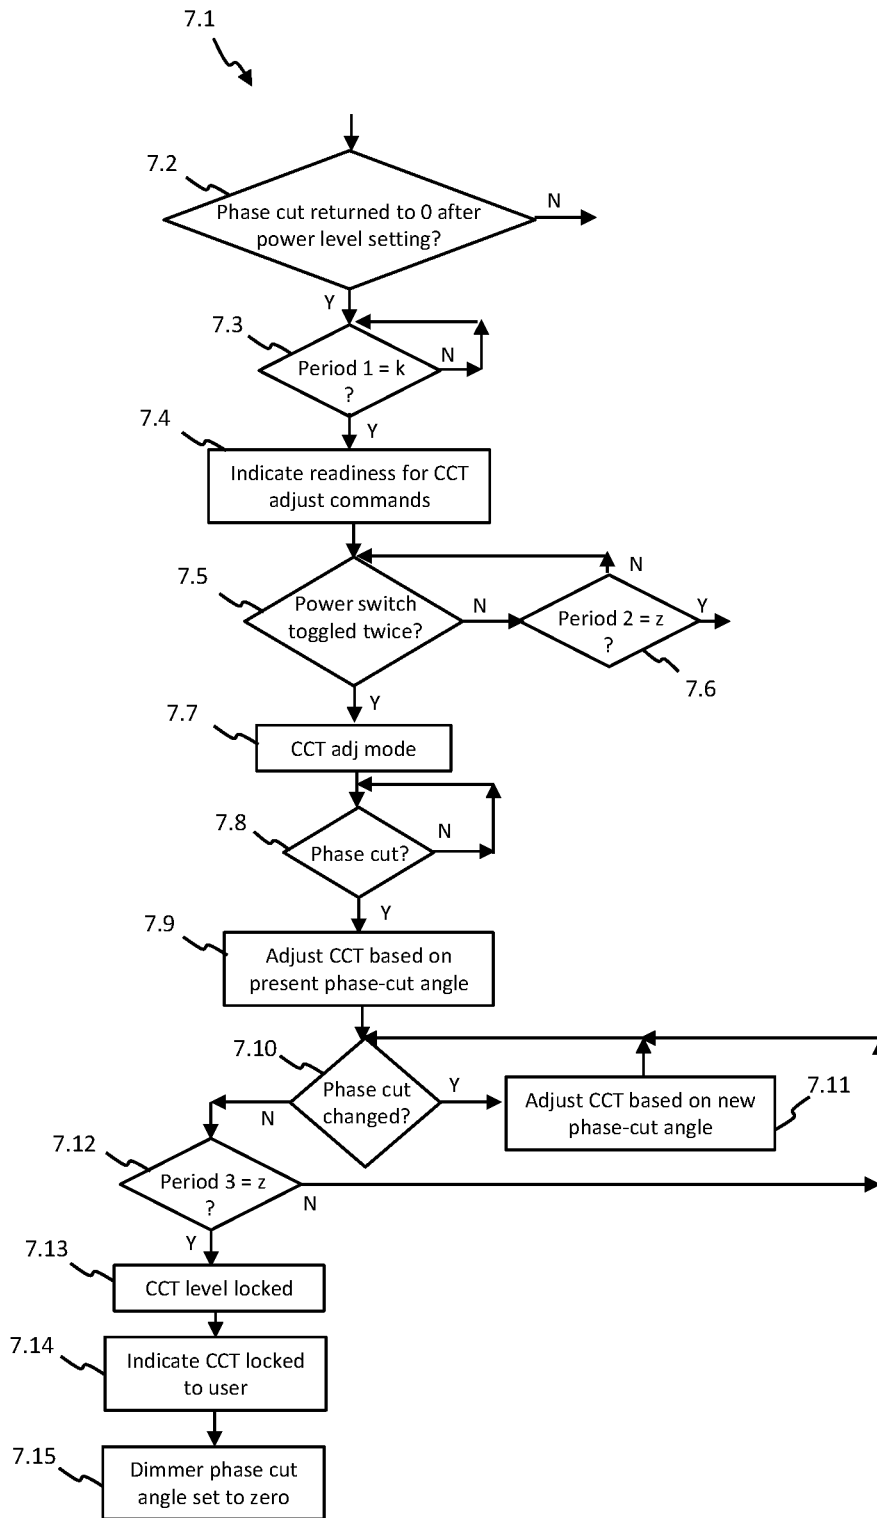 7.1
7.2
Phase cut returned to 0 after
power level setting?
N
Y
7.3
Period 1 = k
?
N
Y
7.4
Indicate readiness for CCT
adjust commands
7.5
Power switch
toggled twice?
N
Period 2 = z
?
N
Y
7.6
Y
7.7
CCT adj mode
7.8
Phase cut?
N
Y
7.9
Adjust CCT based on
present phase-cut angle
7.10
Phase cut
changed?
Y
N
Adjust CCT based on new
phase-cut angle
7.11
7.12
Period 3 = z
?
N
Y
7.13
CCT level locked
7.14
Indicate CCT locked
to user
7.15
Dimmer phase cut
angle set to zero